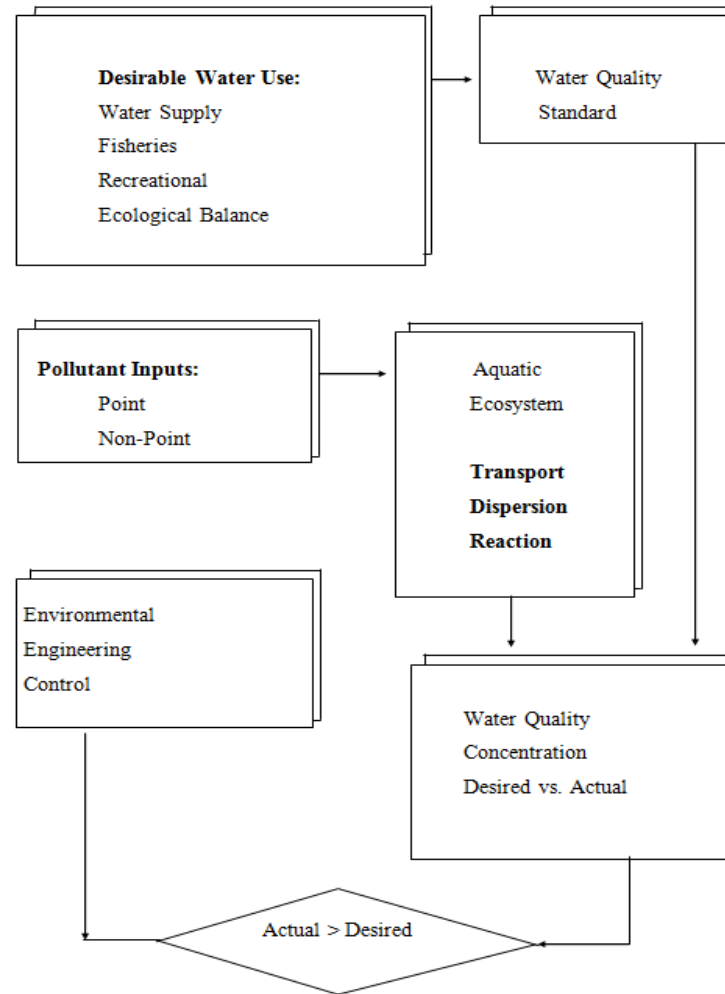 Desirable Water Use:
Water Supply
Fisheries
Recreational
Ecological Balance
Water Quality
Standard
Pollutant Inputs:
Point
Non-Point
Aquatic
Ecosystem
Transport
Dispersion
Reaction
Environmental
Engineering
Control
Water Quality
Concentration
Desired vs. Actual
Actual > Desired